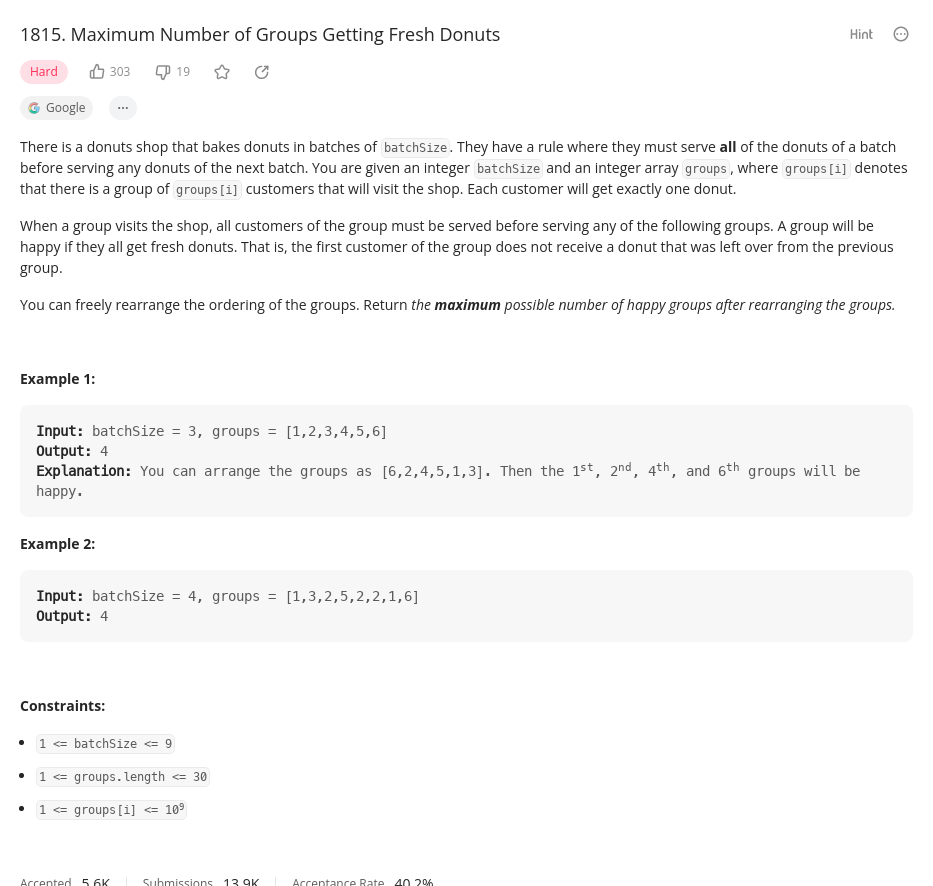 1815. Maximum Number of Groups Getting Fresh Donuts
Hint
Hard
303
19
Google
There is a donuts shop that bakes donuts in batches of batchSize. They have a rule where they must serve all of the donuts of a batch
before serving any donuts of the next batch. You are given an integer batchSize and an integer array groups, where groups[i] denotes
that there is a group of groups[i] customers that will visit the shop. Each customer will get exactly one donut.
When a group visits the shop, all customers of the group must be served before serving any of the following groups. A group will be
happy if they all get fresh donuts. That is, the first customer of the group does not receive a donut that was left over from the previous
group.
You can freely rearrange the ordering of the groups. Return the maximum possible number of happy groups after rearranging the groups.
Example 1:
Input: batchSize = 3, groups = [1,2,3,4,5,6]
Output: 4
Explanation: You can arrange the groups as [6,2,4,5,1,3]. Then the 1st, 2nd, 4th, and 6th groups will be
happy.
Example 2:
Input: batchSize = 4, groups = [1,3,2,5,2,2,1,6]
Output: 4
Constraints:
1 <= batchSize <= 9
1 <= groups.length <= 30
1 <= groups[i] <= 10⁹
Accepted 5.6K Submissions 13.9K Acceptance Rate 40.2%